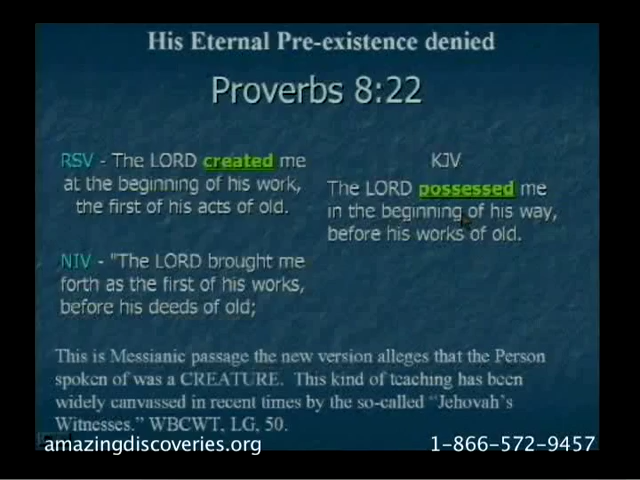 His Eternal Pre-existence denied
Proverbs 8:22
RSV - The LORD created me
at the beginning of his work,
the first of his acts of old.
NIV - "The LORD brought me
forth as the first of his works,
before his deeds of old;
KJV
The LORD possessed me
in the beginning of his way,
before his works of old.
This is Messianic passage the new version alleges that the Person
spoken of was a CREATURE.  This kind of teaching has been
widely canvassed in recent times by the so-called "Jehovah's
Witnesses." WBCWT, LG, 50.
amazingdiscoveries.org
1-866-572-9457